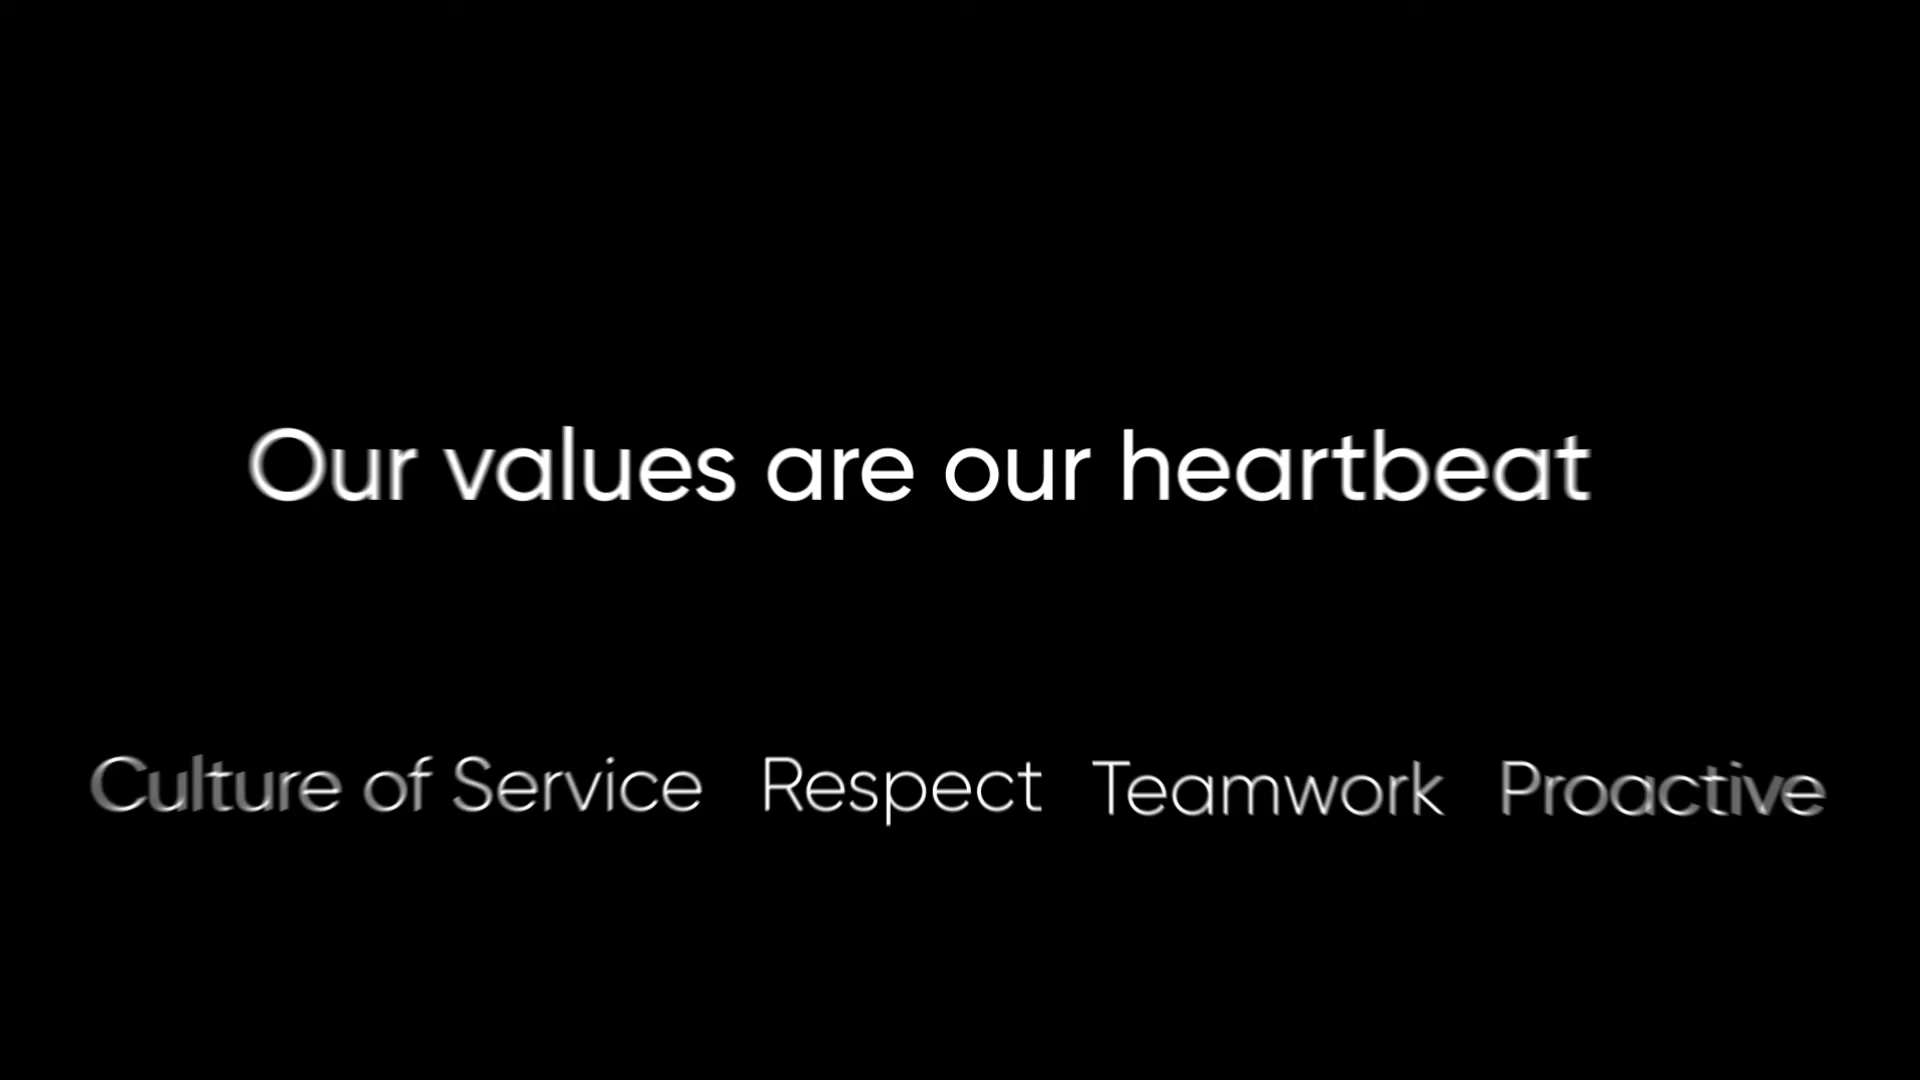 Our values are our heartbeat
Culture of Service Respect Teamwork Proactive